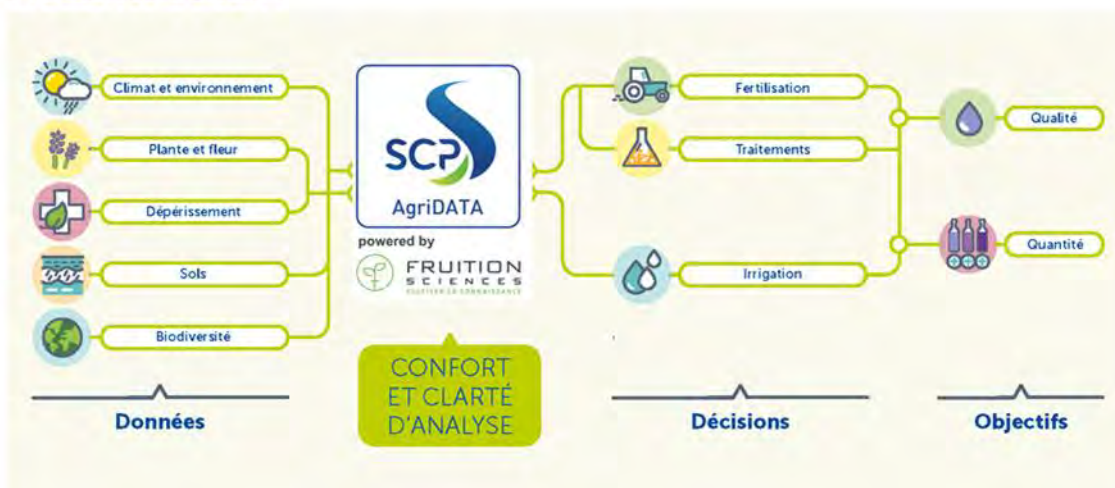 Climat et environnement
Plante et fleur
Dépérissement
Sols
Biodiversité
Données
SCP
AgriDATA
powered by
FRUITION
SCIENCES
CONFORT
ET CLARTÉ
D'ANALYSE
Fertilisation
Traitements
Irrigation
Décisions
Qualité
Quantité
Objectifs